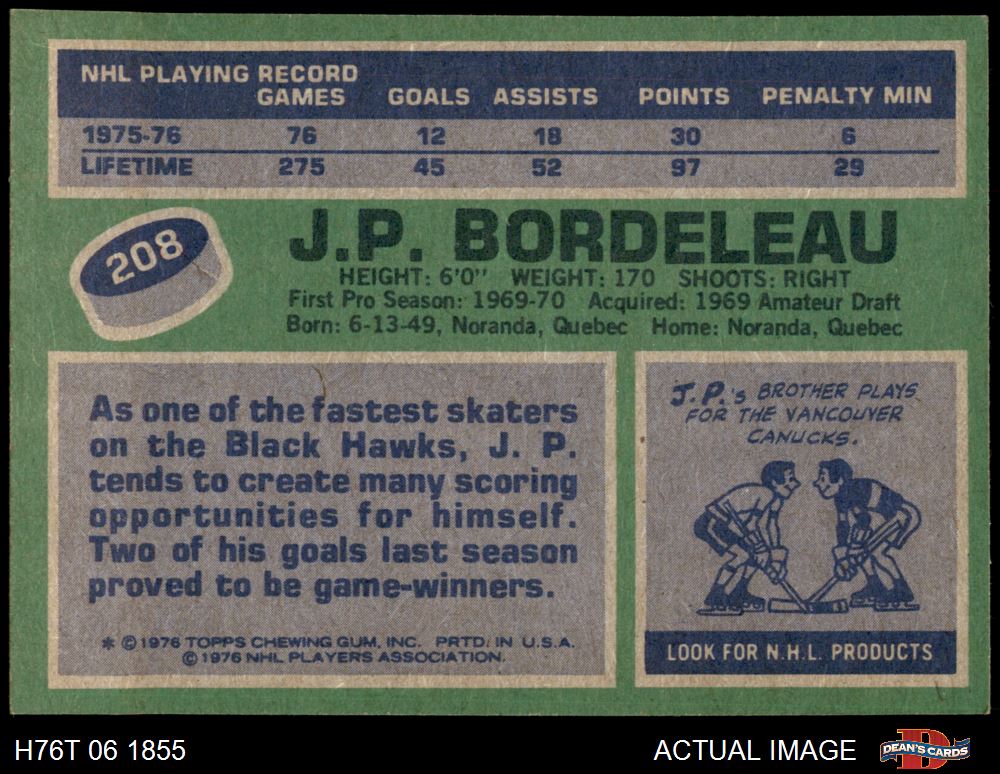 NHL PLAYING RECORD
GAMES GOALS ASSISTS POINTS PENALTY MIN
1975-76 76 12 18 30 6
LIFETIME 275 45 52 97 29
208
J.P. BORDELEAU
HEIGHT: 6'0" WEIGHT: 170 SHOOTS: RIGHT
First Pro Season: 1969-70 Acquired: 1969 Amateur Draft
Born: 6-13-49, Noranda, Quebec Home: Noranda, Quebec
As one of the fastest skaters
on the Black Hawks, J. P.
tends to create many scoring
opportunities for himself.
Two of his goals last season
proved to be game-winners.
* © 1976 TOPPS CHEWING GUM, INC. PRTD. IN U.S.A.
© 1976 NHL PLAYERS ASSOCIATION.
J.P.'s BROTHER PLAYS
FOR THE VANCOUVER
CANUCKS.
LOOK FOR N.H.L. PRODUCTS
H76T 06 1855
ACTUAL IMAGE
DEAN'S CARDS